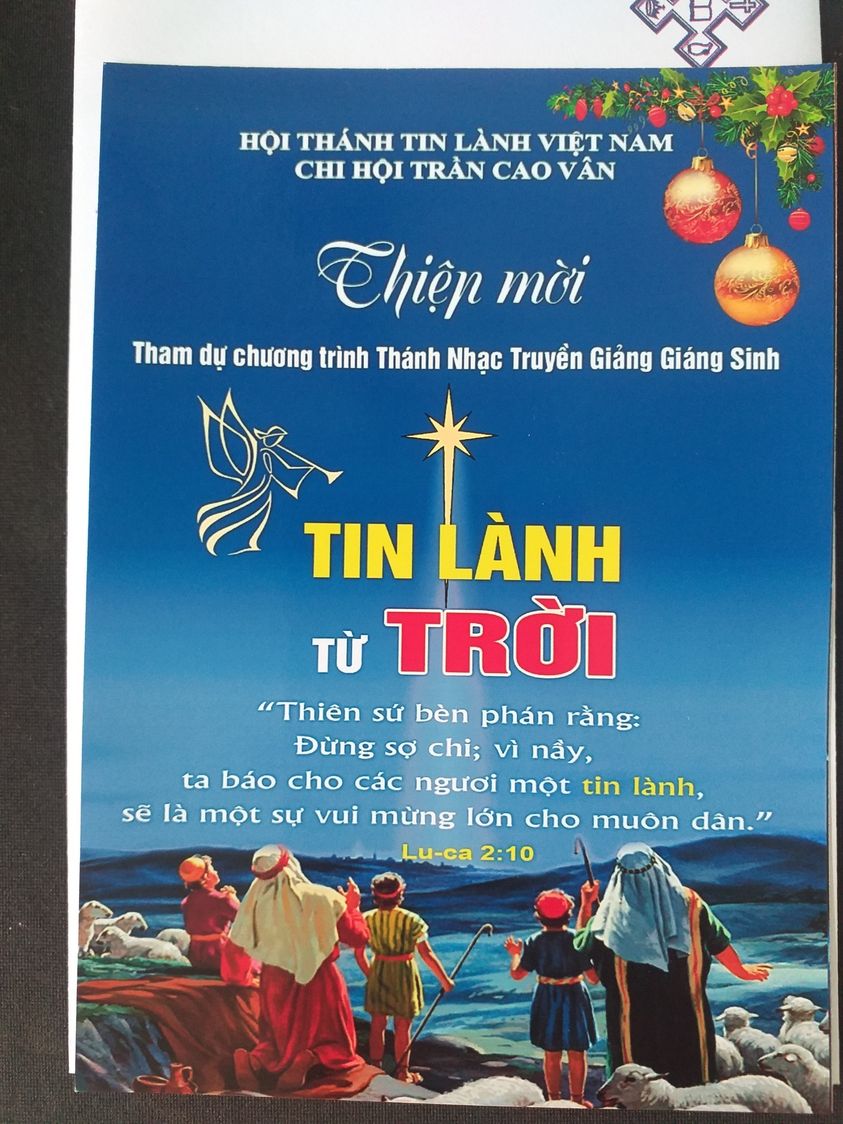 HỘI THÁNH TIN LÀNH VIỆT NAM
CHI HỘI TRẦN CAO VÂN
Thiệp mời
Tham dự chương trình Thánh Nhạc Truyền Giảng Giáng Sinh
TIN LÀNH
TỪ TRỜI
“Thiên sứ bèn phán rằng:
Đừng sợ chi; vì nầy,
ta báo cho các ngươi một tin lành,
sẽ là một sự vui mừng lớn cho muôn dân.”
Lu-ca 2:10